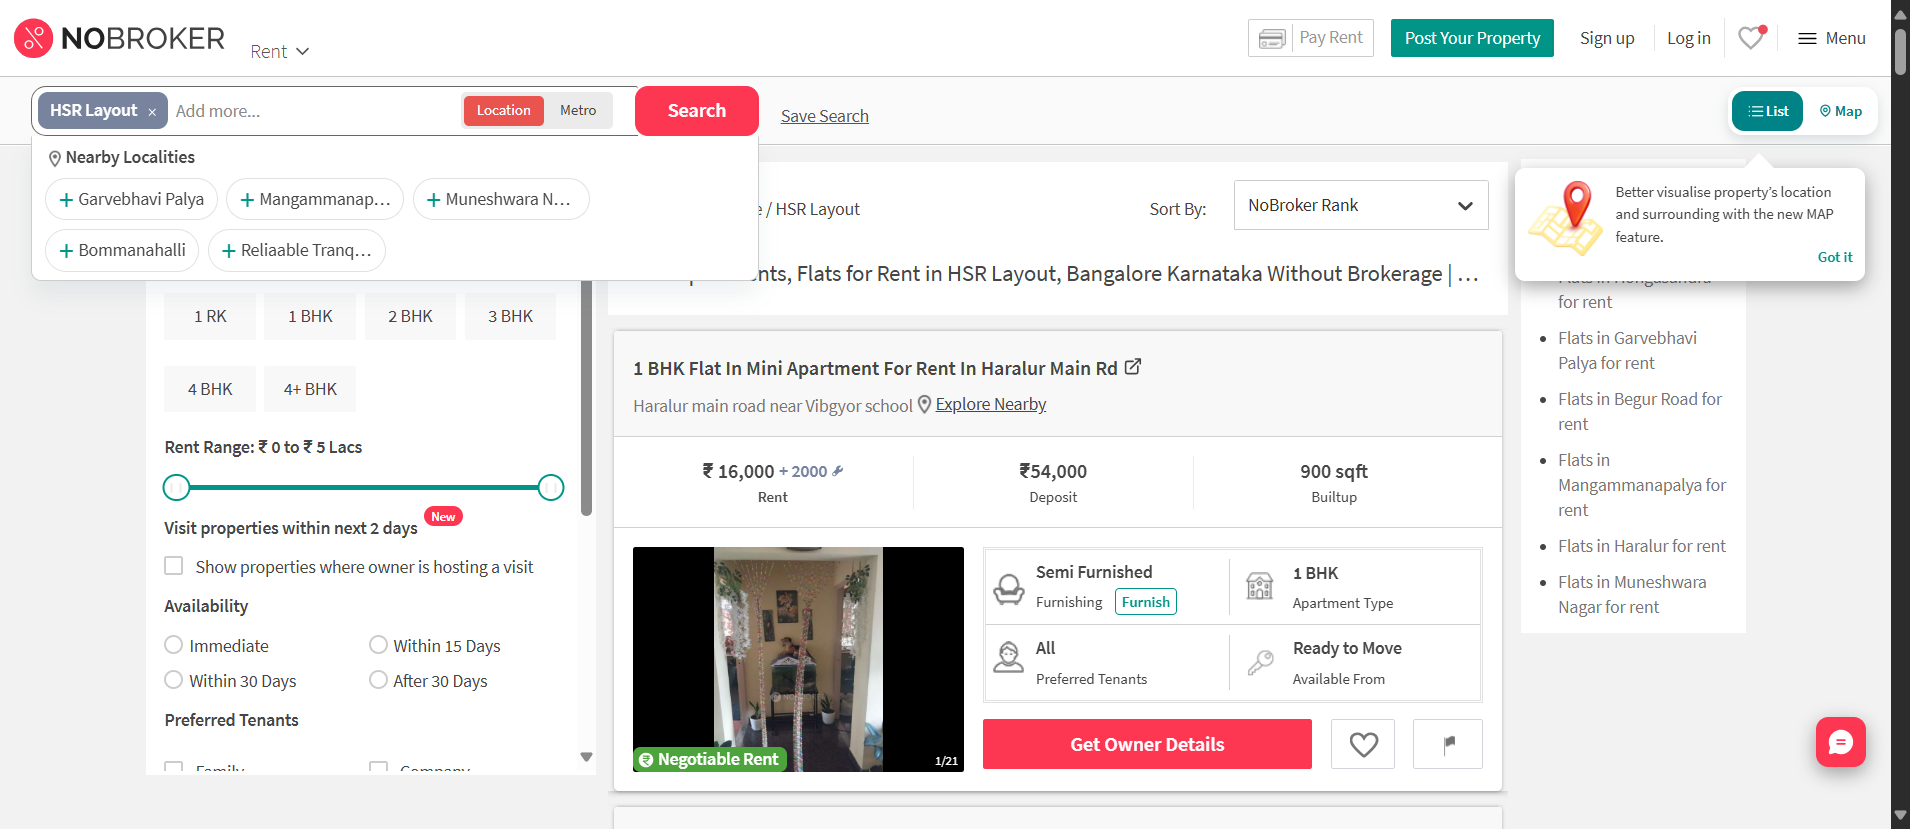 NOBROKER
Rent
Pay Rent
Post Your Property
Sign up
Log in
Menu
HSR Layout ×
Add more...
Location
Metro
Search
Save Search
List
Map
Nearby Localities
+ Garvebhavi Palya
+ Mangammanap...
+ Muneshwara N...
+ Bommanahalli
+ Reliaable Tranq...
/ HSR Layout
Sort By:
NoBroker Rank
Better visualise property's location
and surrounding with the new MAP
feature.
Got it
Flats for Rent in HSR Layout, Bangalore Karnataka Without Brokerage | ...
1 RK
1 BHK
2 BHK
3 BHK
4 BHK
4+ BHK
Rent Range: ₹ 0 to ₹ 5 Lacs
Visit properties within next 2 days
New
Show properties where owner is hosting a visit
Availability
Immediate
Within 15 Days
Within 30 Days
After 30 Days
Preferred Tenants
Family
Company
1 BHK Flat In Mini Apartment For Rent In Haralur Main Rd
Haralur main road near Vibgyor school
Explore Nearby
₹ 16,000 + 2000
Rent
₹54,000
Deposit
900 sqft
Builtup
NOBROKER
Negotiable Rent
1/21
Semi Furnished
Furnishing
Furnish
1 BHK
Apartment Type
All
Preferred Tenants
Ready to Move
Available From
Get Owner Details
Flats in Hongasandra
for rent
Flats in Garvebhavi
Palya for rent
Flats in Begur Road for
rent
Flats in
Mangammanapalya for
rent
Flats in Haralur for rent
Flats in Muneshwara
Nagar for rent